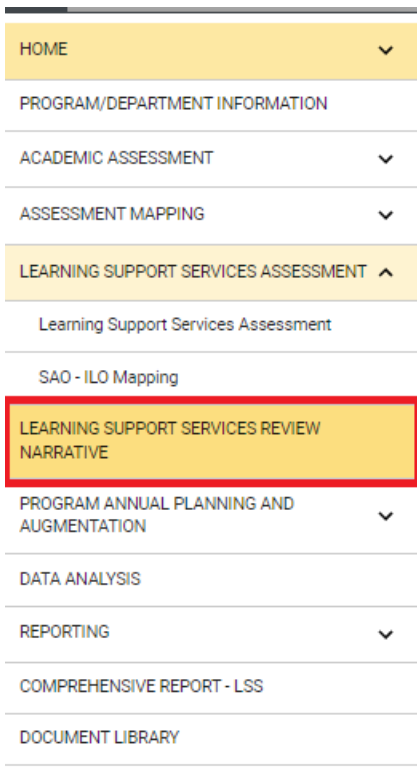 HOME
PROGRAM/DEPARTMENT INFORMATION
ACADEMIC ASSESSMENT
ASSESSMENT MAPPING
LEARNING SUPPORT SERVICES ASSESSMENT
Learning Support Services Assessment
SAO - ILO Mapping
LEARNING SUPPORT SERVICES REVIEW
NARRATIVE
PROGRAM ANNUAL PLANNING AND
AUGMENTATION
DATA ANALYSIS
REPORTING
COMPREHENSIVE REPORT - LSS
DOCUMENT LIBRARY